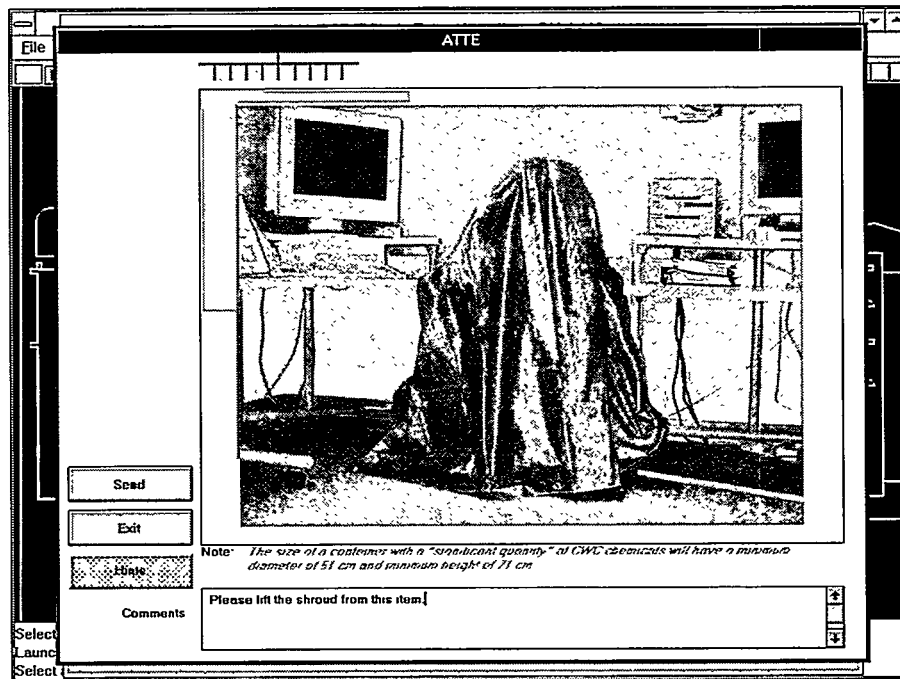 ATTE
File
Send
Exit
Hints
Note: The size of a container with a "significant quantity" of CWC chemicals will have a minimum
diameter of 51 cm and minimum height of 71 cm
Comments
Please lift the shroud from this item.
Select
Launc
Select